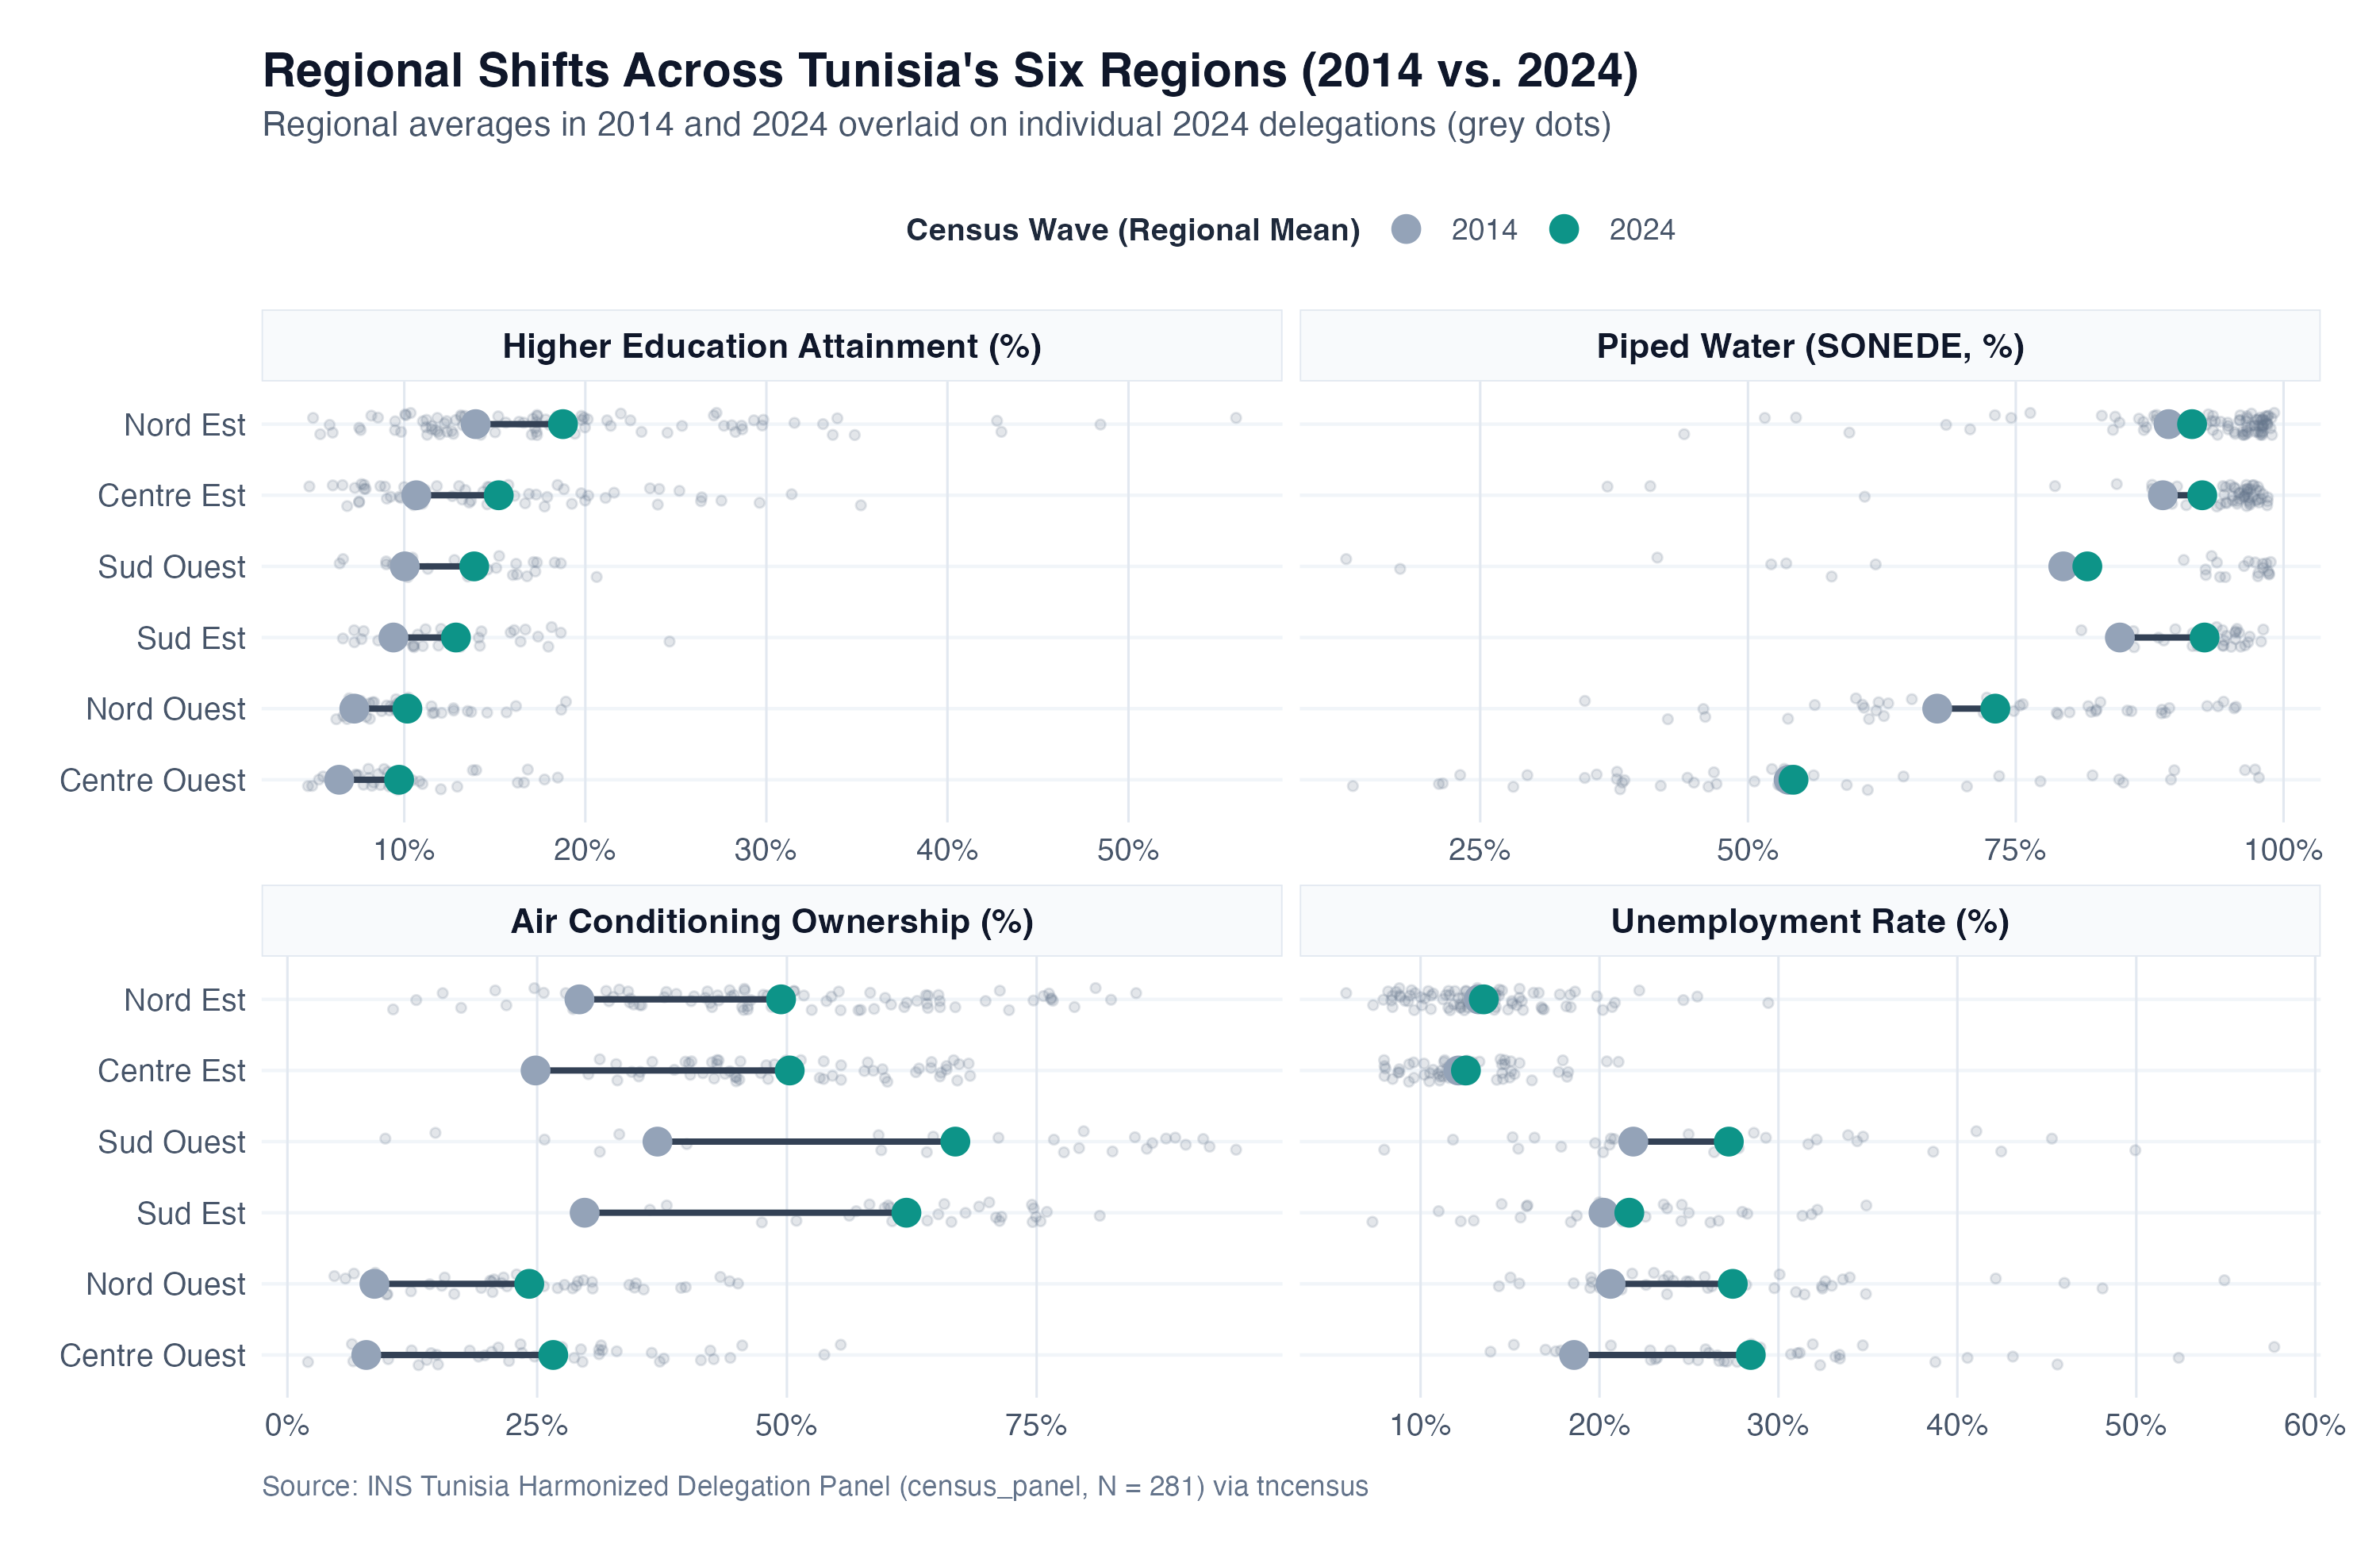 Regional Shifts Across Tunisia's Six Regions (2014 vs. 2024)
Regional averages in 2014 and 2024 overlaid on individual 2024 delegations (grey dots)
Census Wave (Regional Mean) 2014 2024
Higher Education Attainment (%)
Piped Water (SONEDE, %)
Nord Est
Centre Est
Sud Ouest
Sud Est
Nord Ouest
Centre Ouest
10% 20% 30% 40% 50%
25% 50% 75% 100%
Air Conditioning Ownership (%)
Unemployment Rate (%)
Nord Est
Centre Est
Sud Ouest
Sud Est
Nord Ouest
Centre Ouest
0% 25% 50% 75%
10% 20% 30% 40% 50% 60%
Source: INS Tunisia Harmonized Delegation Panel (census_panel, N = 281) via tncensus